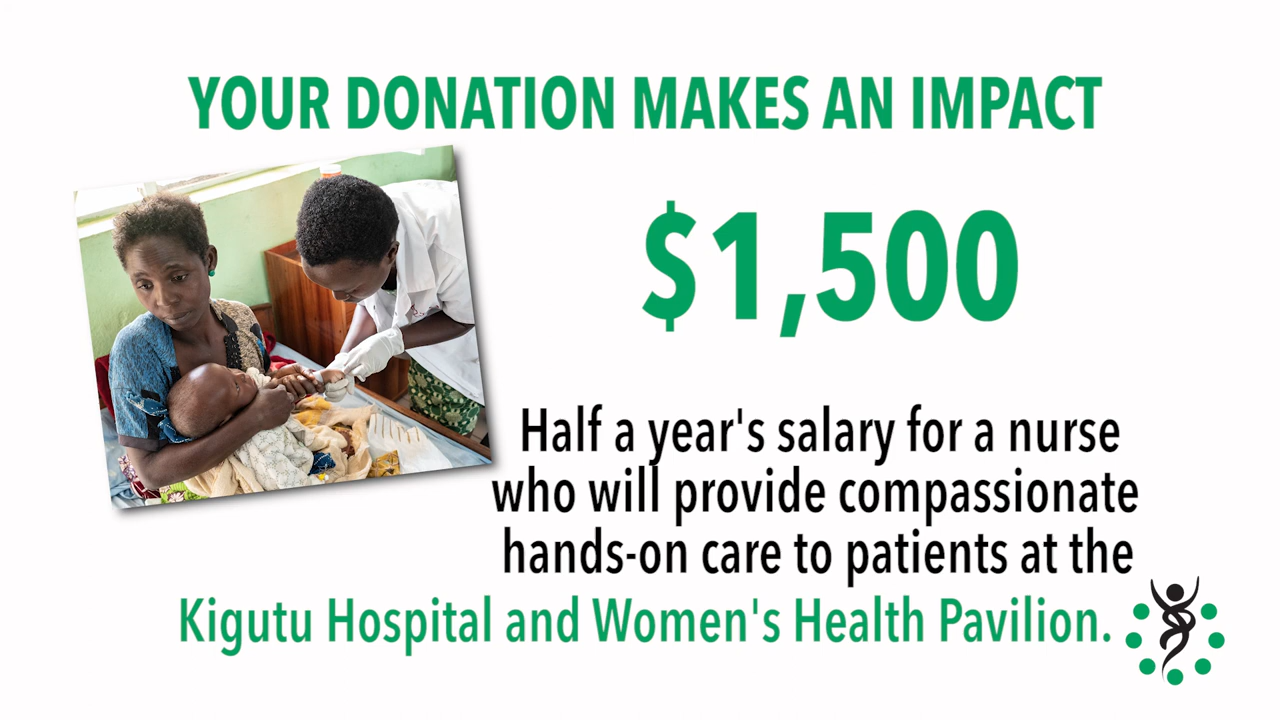 YOUR DONATION MAKES AN IMPACT
$1,500
Half a year's salary for a nurse
who will provide compassionate
hands-on care to patients at the
Kigutu Hospital and Women's Health Pavilion.